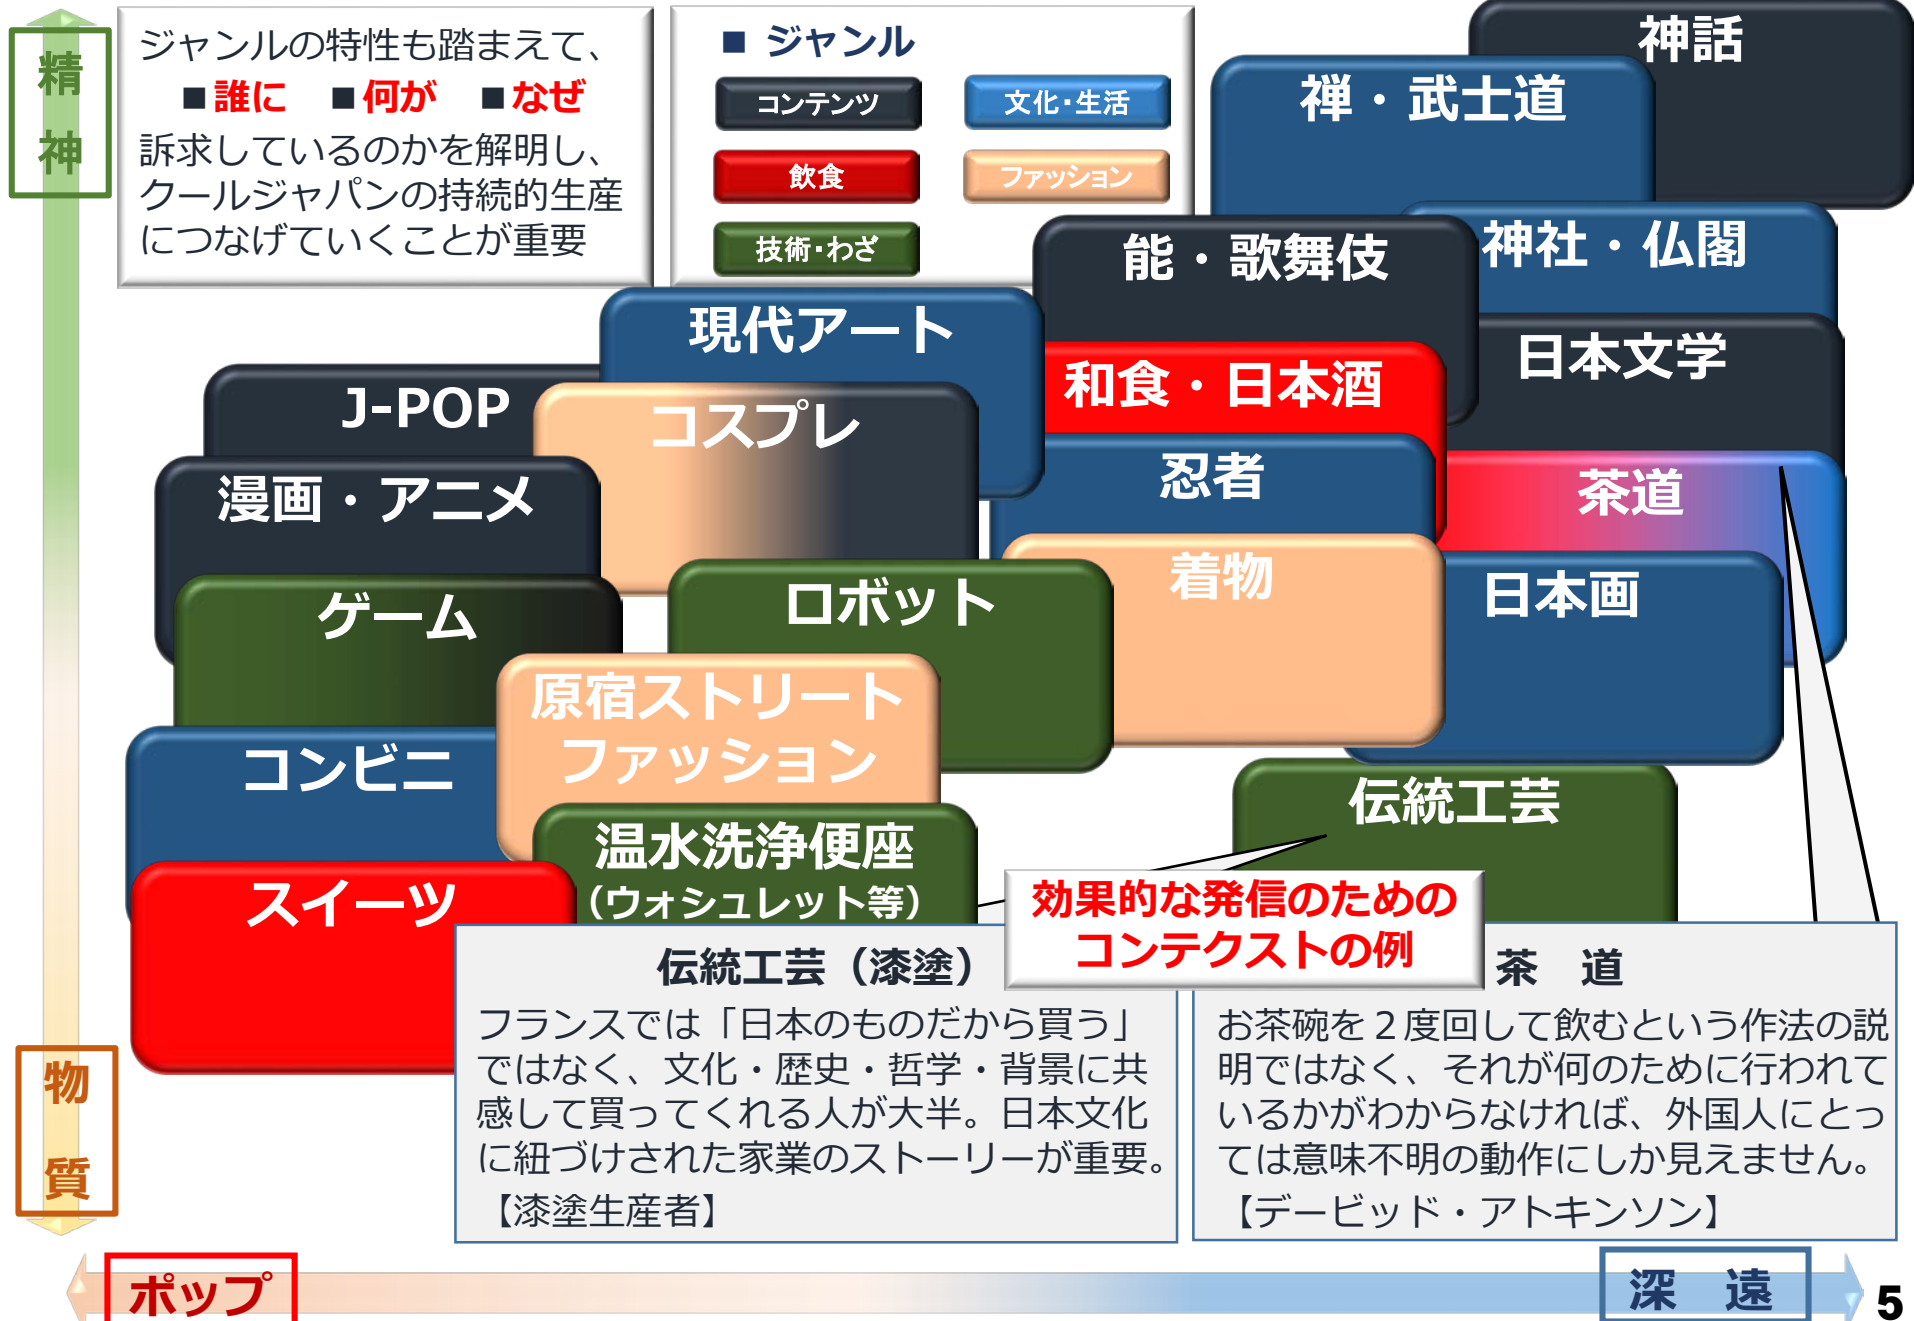 精
神
ジャンルの特性も踏まえて、
■誰に ■何が ■なぜ
訴求しているのかを解明し、
クールジャパンの持続的生産
につなげていくことが重要
■ ジャンル
コンテンツ
文化・生活
飲食
ファッション
技術・わざ
神話
禅・武士道
神社・仏閣
能・歌舞伎
現代アート
日本文学
和食・日本酒
J-POP
コスプレ
忍者
茶道
漫画・アニメ
着物
日本画
ゲーム
ロボット
原宿ストリート
ファッション
コンビニ
伝統工芸
温水洗浄便座
（ウォシュレット等）
スイーツ
効果的な発信のための
コンテクストの例
伝統工芸（漆塗）
フランスでは「日本のものだから買う」
ではなく、文化・歴史・哲学・背景に共
感して買ってくれる人が大半。日本文化
に紐づけされた家業のストーリーが重要。
【漆塗生産者】
茶 道
お茶碗を２度回して飲むという作法の説
明ではなく、それが何のために行われて
いるかがわからなければ、外国人にとっ
ては意味不明の動作にしか見えません。
【デービッド・アトキンソン】
物
質
ポップ
深 遠
5